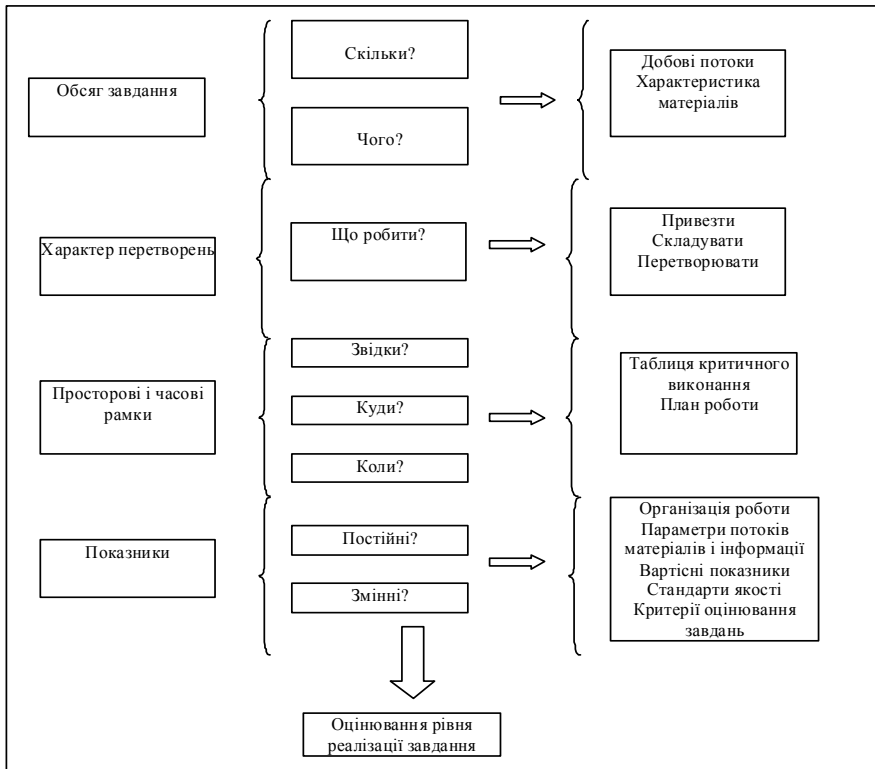 Обсяг завдання
Скільки?
Чого?
Добові потоки
Характеристика
матеріалів
Характер перетворень
Що робити?
Привезти
Складувати
Перетворювати
Просторові і часові
рамки
Звідки?
Куди?
Коли?
Таблиця критичного
виконання
План роботи
Показники
Постійні?
Змінні?
Організація роботи
Параметри потоків
матеріалів і інформації
Вартісні показники
Стандарти якості
Критерії оцінювання
завдань
Оцінювання рівня
реалізації завдання